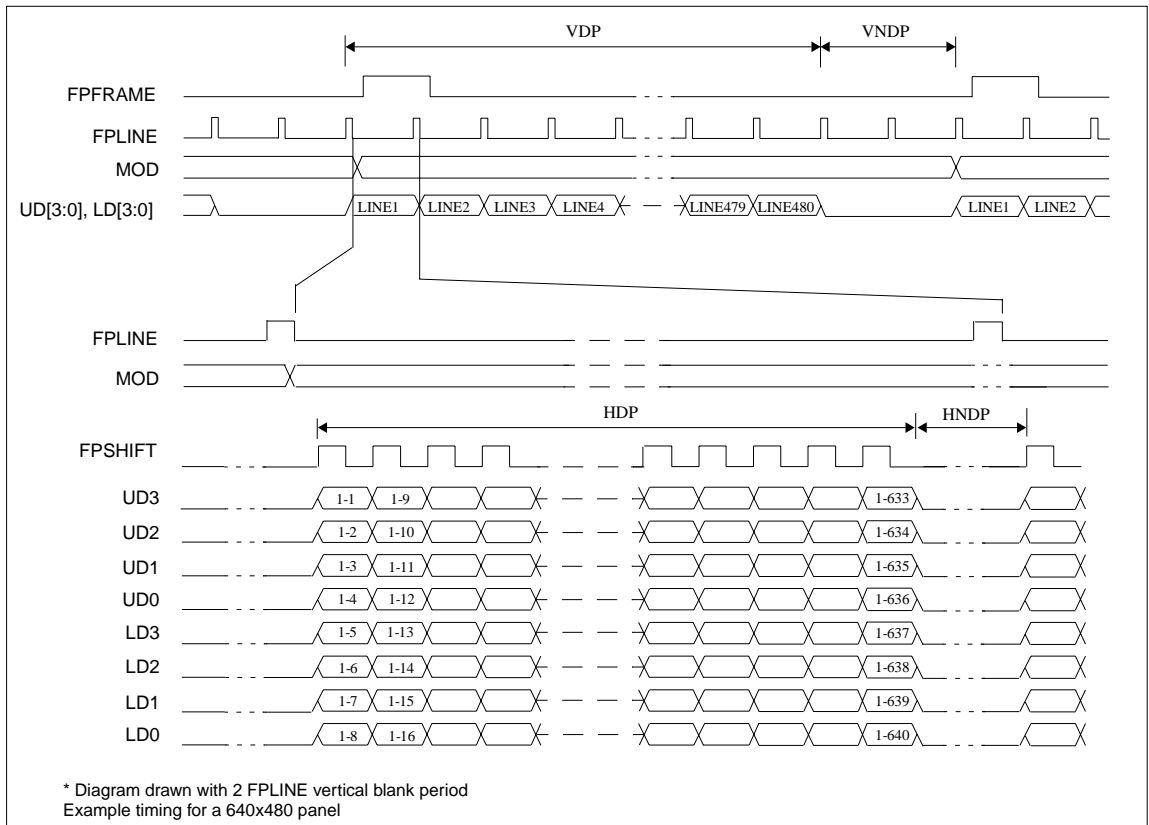 VDP VNDP
FPFRAME
FPLINE
MOD
UD[3:0], LD[3:0] LINE1 LINE2 LINE3 LINE4 LINE479 LINE480 LINE1 LINE2
FPLINE
MOD
HDP HNDP
FPSHIFT
UD3 1-1 1-9 1-633
UD2 1-2 1-10 1-634
UD1 1-3 1-11 1-635
UD0 1-4 1-12 1-636
LD3 1-5 1-13 1-637
LD2 1-6 1-14 1-638
LD1 1-7 1-15 1-639
LD0 1-8 1-16 1-640
* Diagram drawn with 2 FPLINE vertical blank period
Example timing for a 640x480 panel